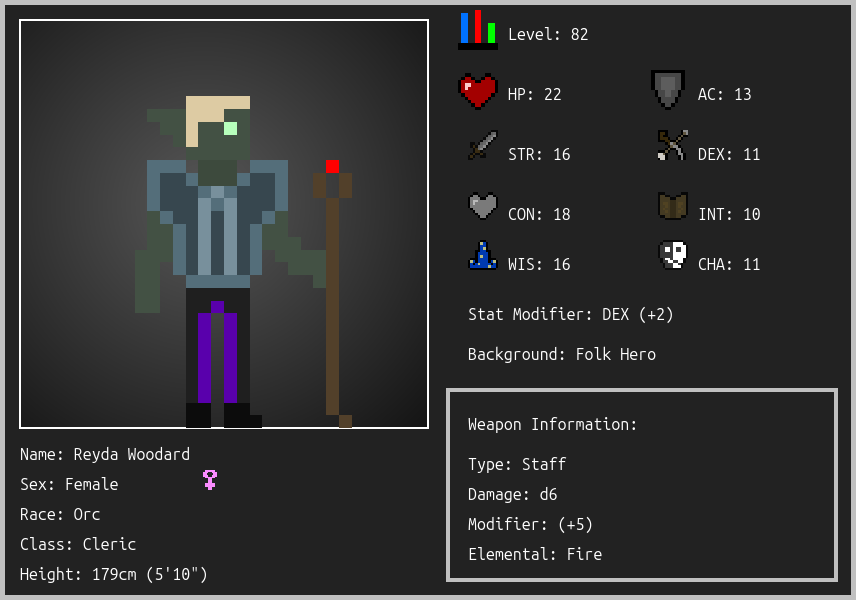 Level: 82
HP: 22
AC: 13
STR: 16
DEX: 11
CON: 18
INT: 10
WIS: 16
CHA: 11
Stat Modifier: DEX (+2)
Background: Folk Hero
Weapon Information:
Type: Staff
Damage: d6
Modifier: (+5)
Elemental: Fire
Name: Reyda Woodard
Sex: Female
Race: Orc
Class: Cleric
Height: 179cm (5'10")